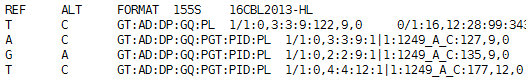 REF ALT FORMAT 155S 16CBL2013-HL
T C GT:AD:DP:GQ:PL 1/1:0,3:3:9:122,9,0 0/1:16,12:28:99:343
A C GT:AD:DP:GQ:PGT:PID:PL 1/1:0,3:3:9:1|1:1249_A_C:127,9,0
G A GT:AD:DP:GQ:PGT:PID:PL 1/1:0,2:2:9:1|1:1249_A_C:135,9,0
T C GT:AD:DP:GQ:PGT:PID:PL 1/1:0,4:4:12:1|1:1249_A_C:177,12,0